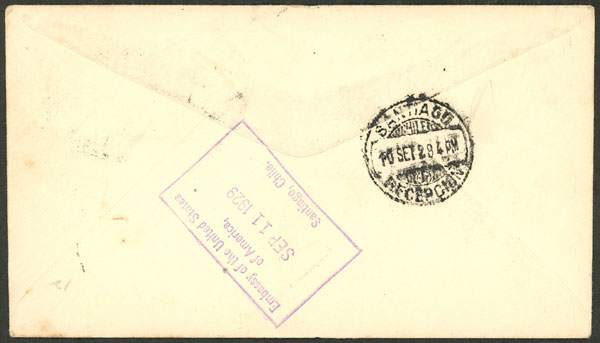 SANTIAGO
CHILE
10 SET 29 4 PM
RECEPCION
Embassy of the United States
of America,
SEP 11 1929
Santiago, Chile.